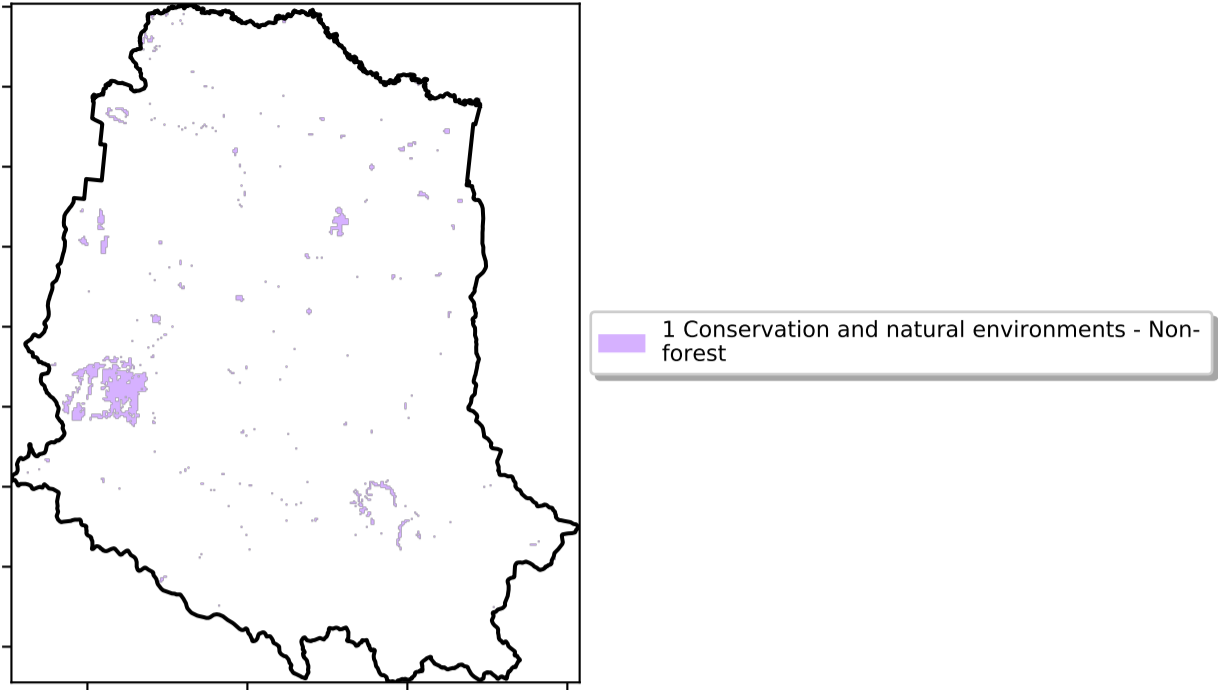 1 Conservation and natural environments - Non-
forest